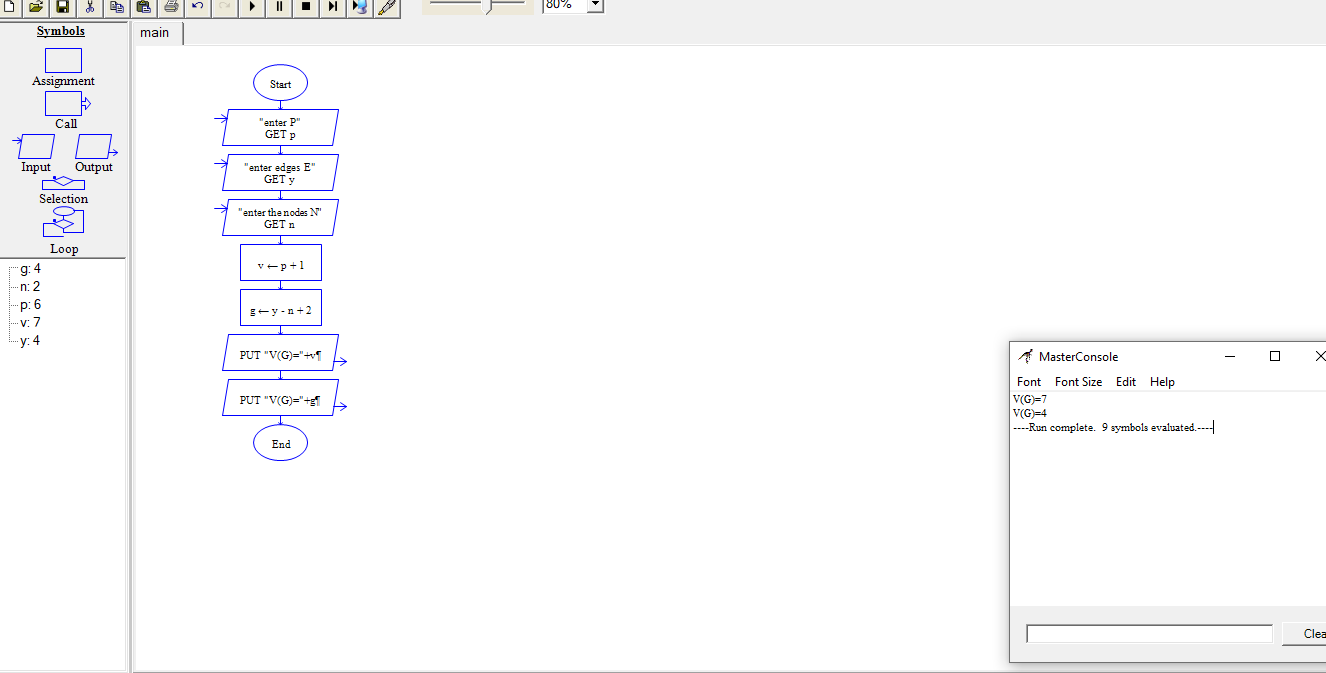 80%
Symbols
Assignment
Call
Input Output
Selection
Loop
g: 4
n: 2
p: 6
v: 7
y: 4
main
Start
"enter P"
GET p
"enter edges E"
GET y
"enter the nodes N"
GET n
v ← p + 1
g ← y - n + 2
PUT "V(G)="+v¶
PUT "V(G)="+g¶
End
MasterConsole
Font Font Size Edit Help
V(G)=7
V(G)=4
----Run complete. 9 symbols evaluated.----
Clea